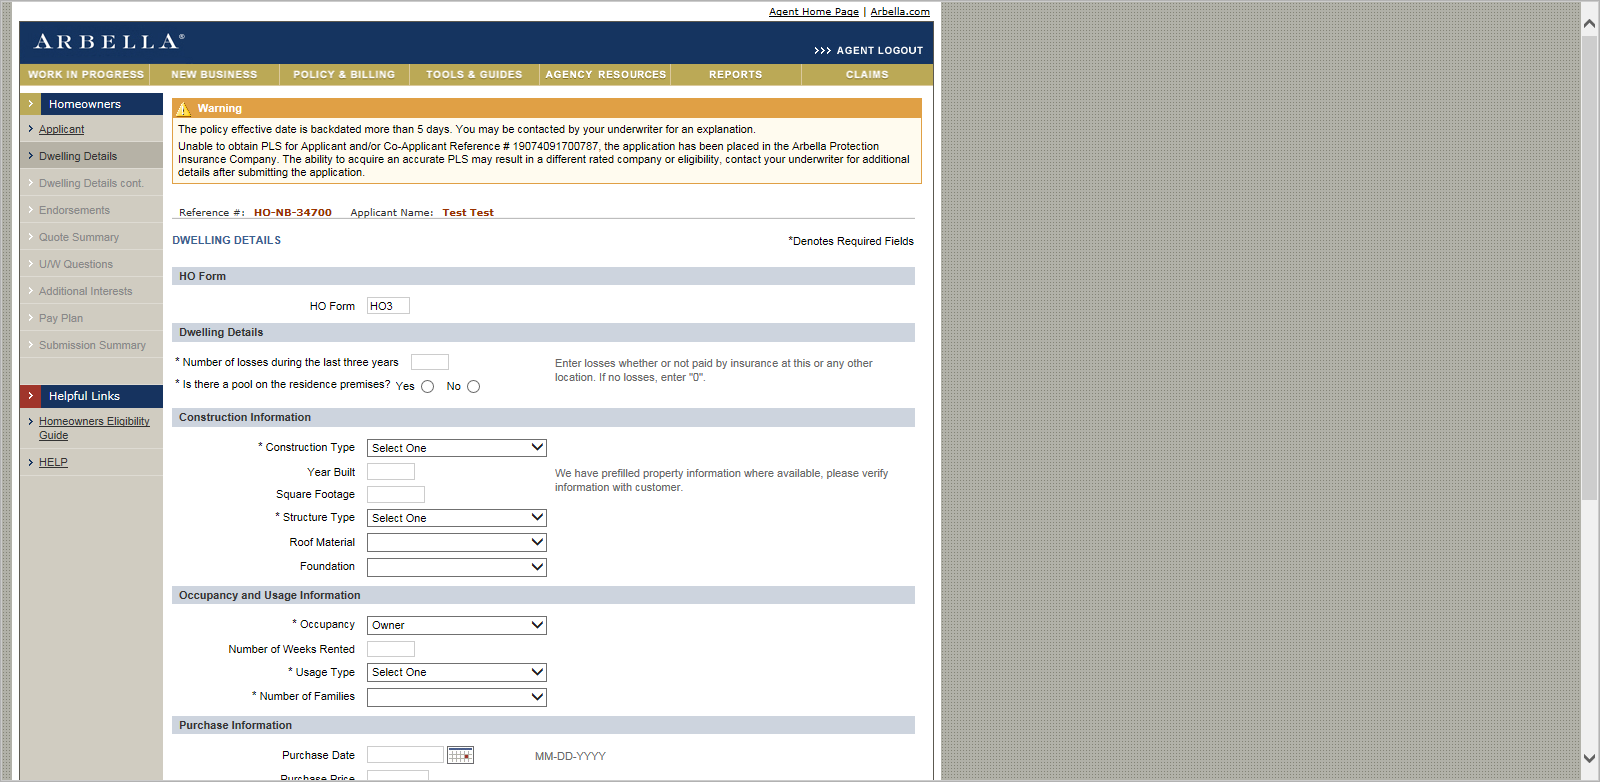 Agent Home Page | Arbella.com
ARBELLA®
>>> AGENT LOGOUT
WORK IN PROGRESS NEW BUSINESS POLICY & BILLING TOOLS & GUIDES AGENCY RESOURCES REPORTS CLAIMS
Homeowners
Applicant
Dwelling Details
Dwelling Details cont.
Endorsements
Quote Summary
U/W Questions
Additional Interests
Pay Plan
Submission Summary
Helpful Links
Homeowners Eligibility
Guide
HELP
Warning
The policy effective date is backdated more than 5 days. You may be contacted by your underwriter for an explanation.
Unable to obtain PLS for Applicant and/or Co-Applicant Reference # 19074091700787, the application has been placed in the Arbella Protection
Insurance Company. The ability to acquire an accurate PLS may result in a different rated company or eligibility, contact your underwriter for additional
details after submitting the application.
Reference #: HO-NB-34700 Applicant Name: Test Test
DWELLING DETAILS
*Denotes Required Fields
HO Form
HO Form HO3
Dwelling Details
* Number of losses during the last three years
Enter losses whether or not paid by insurance at this or any other
location. If no losses, enter "0".
* Is there a pool on the residence premises? Yes No
Construction Information
* Construction Type Select One
Year Built
We have prefilled property information where available, please verify
information with customer.
Square Footage
* Structure Type Select One
Roof Material
Foundation
Occupancy and Usage Information
* Occupancy Owner
Number of Weeks Rented
* Usage Type Select One
* Number of Families
Purchase Information
Purchase Date MM-DD-YYYY
Purchase Price